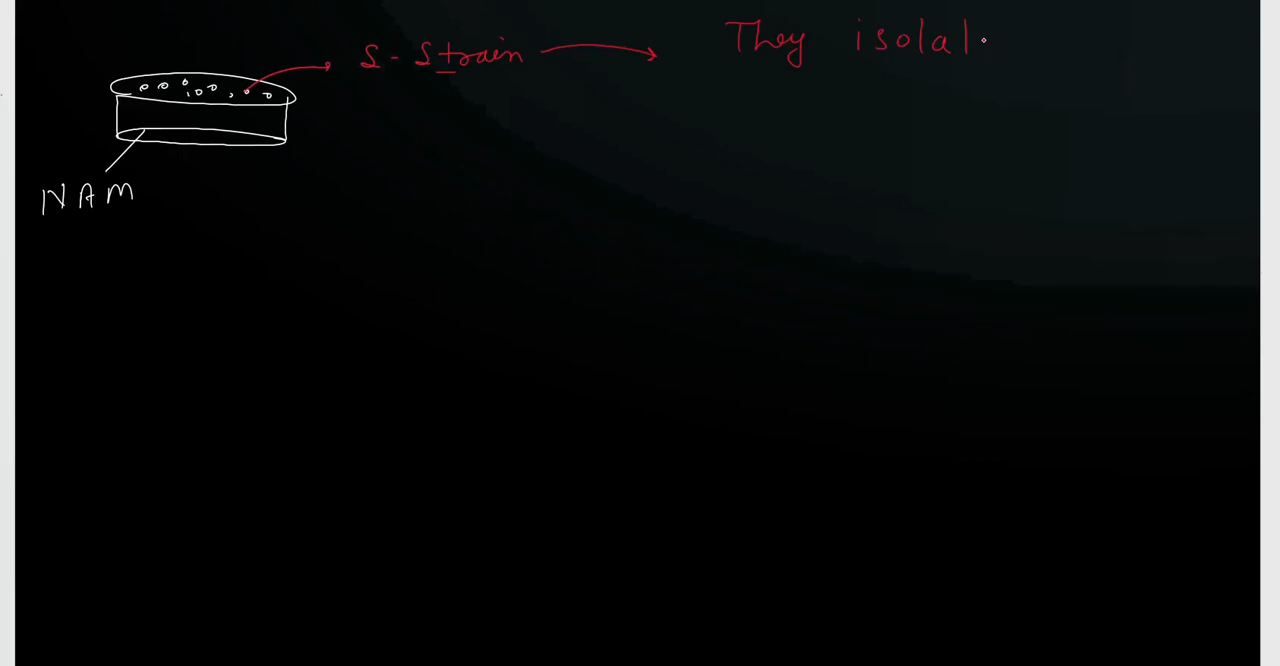 S - Strain → They isolat
NAM